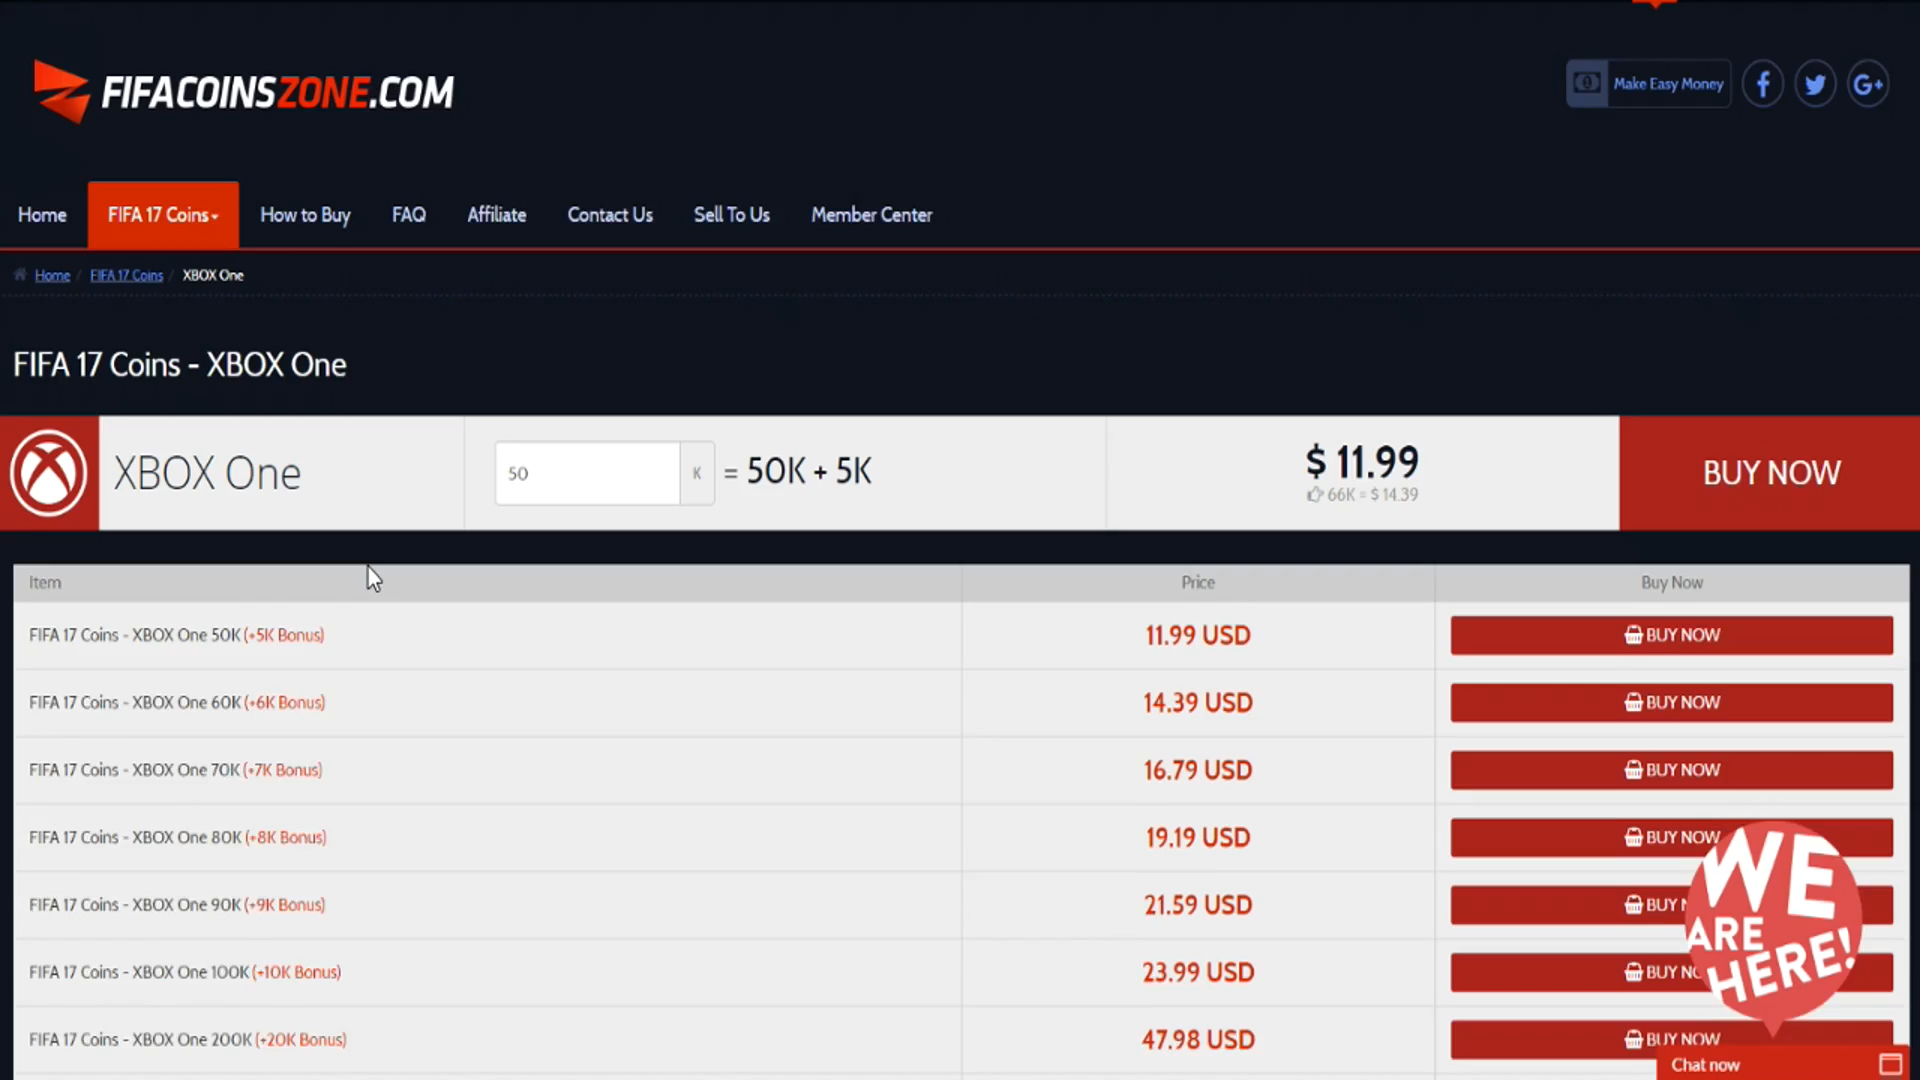 FIFACOINSZONE.COM
Make Easy Money
Home FIFA 17 Coins How to Buy FAQ Affiliate Contact Us Sell To Us Member Center
Home / FIFA 17 Coins / XBOX One
FIFA 17 Coins - XBOX One
XBOX One 50 K = 50K + 5K $ 11.99 BUY NOW
66K = $ 14.39
Item Price Buy Now
FIFA 17 Coins - XBOX One 50K (+5K Bonus) 11.99 USD BUY NOW
FIFA 17 Coins - XBOX One 60K (+6K Bonus) 14.39 USD BUY NOW
FIFA 17 Coins - XBOX One 70K (+7K Bonus) 16.79 USD BUY NOW
FIFA 17 Coins - XBOX One 80K (+8K Bonus) 19.19 USD BUY NOW
FIFA 17 Coins - XBOX One 90K (+9K Bonus) 21.59 USD BUY
FIFA 17 Coins - XBOX One 100K (+10K Bonus) 23.99 USD BUY
FIFA 17 Coins - XBOX One 200K (+20K Bonus) 47.98 USD BUY NOW
WE
ARE
HERE!
Chat now